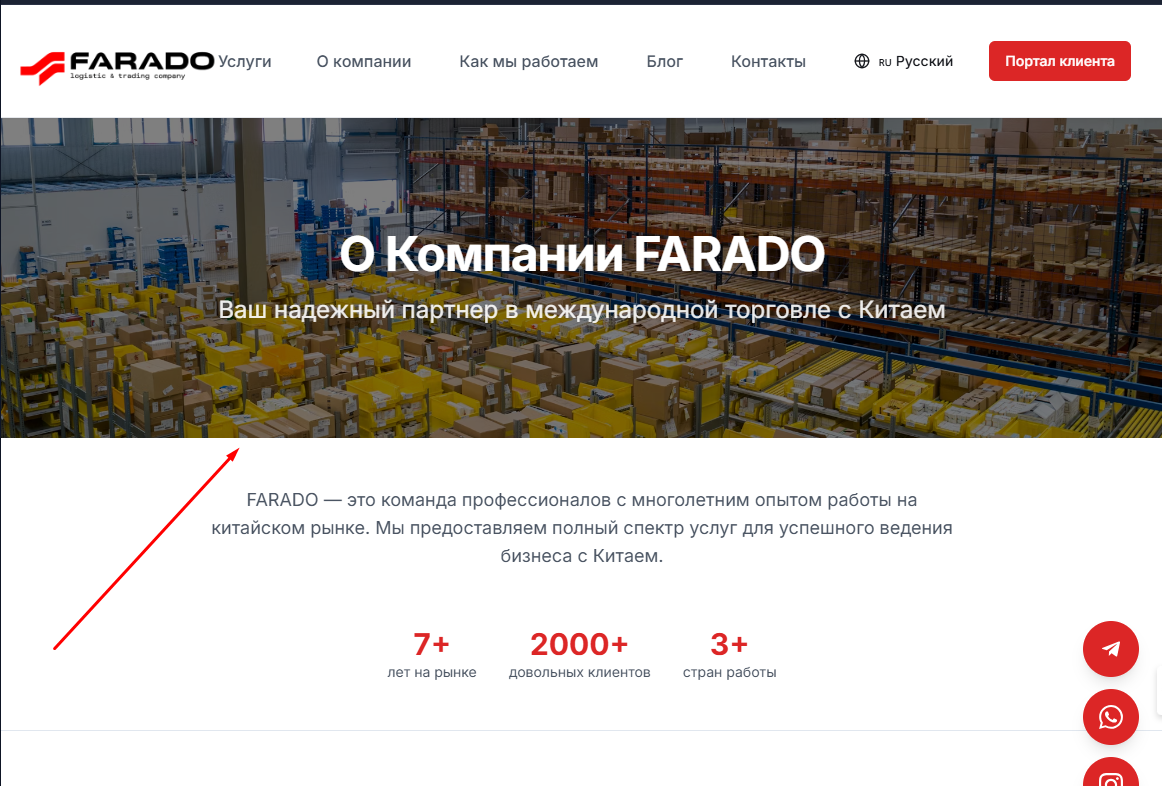 FARADO
logistic & trading company
Услуги
О компании
Как мы работаем
Блог
Контакты
RU Русский
Портал клиента
О Компании FARADO
Ваш надежный партнер в международной торговле с Китаем
FARADO — это команда профессионалов с многолетним опытом работы на
китайском рынке. Мы предоставляем полный спектр услуг для успешного ведения
бизнеса с Китаем.
7+
лет на рынке
2000+
довольных клиентов
3+
стран работы